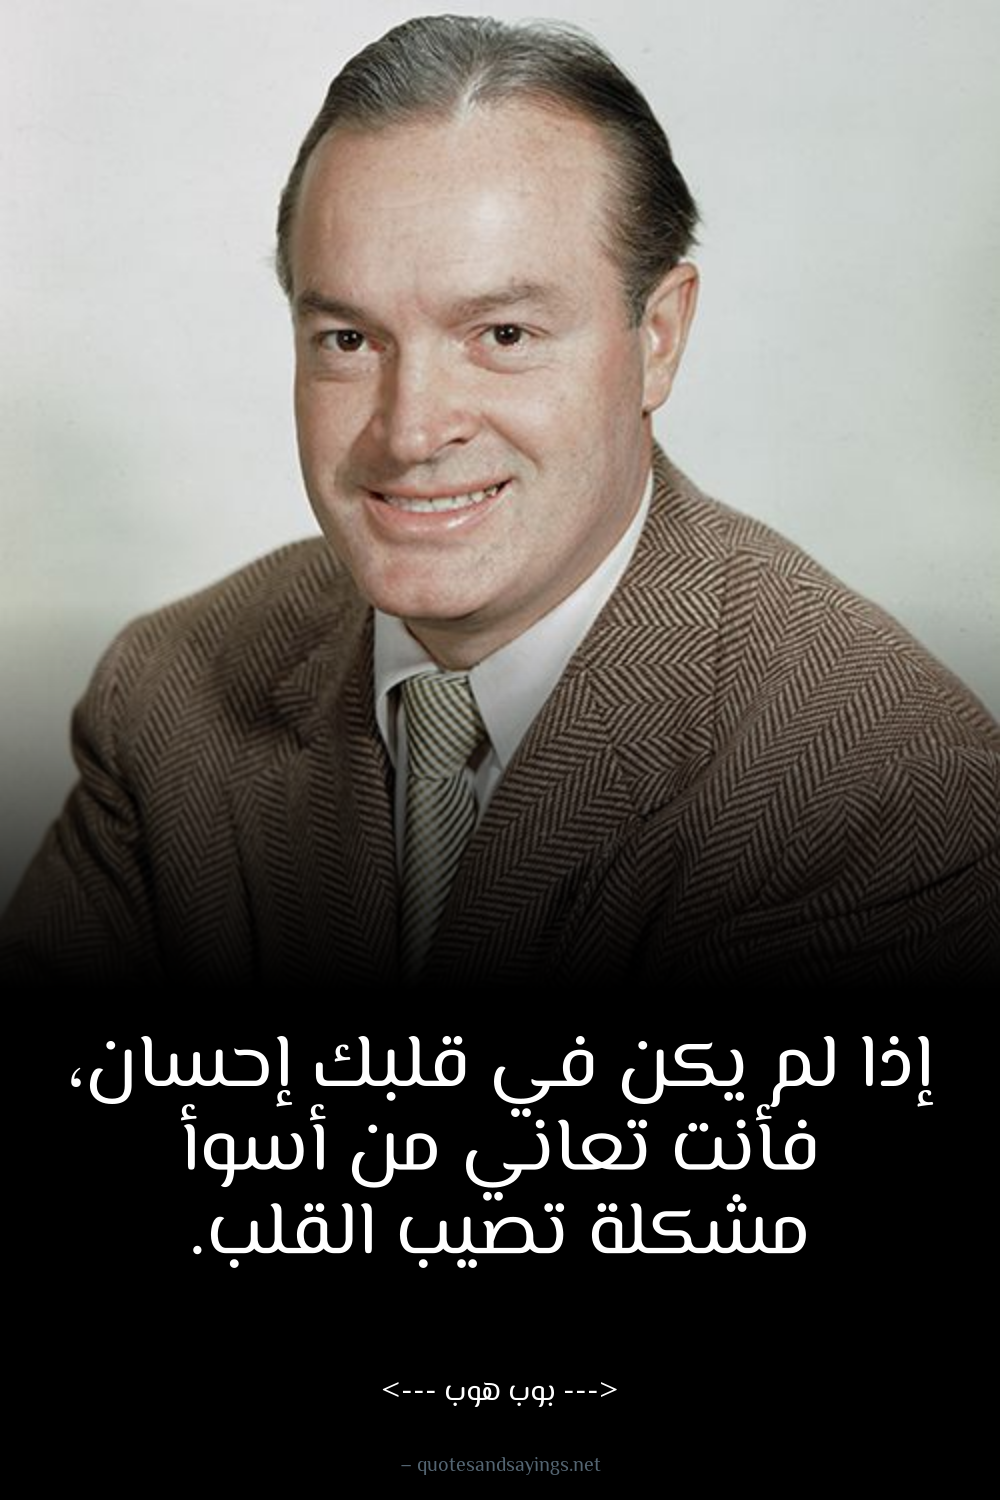 إذا لم يكن في قلبك إحسان،
فأنت تعاني من أسوأ
مشكلة تصيب القلب.
<--- بوب هوب --->
– quotesandsayings.net